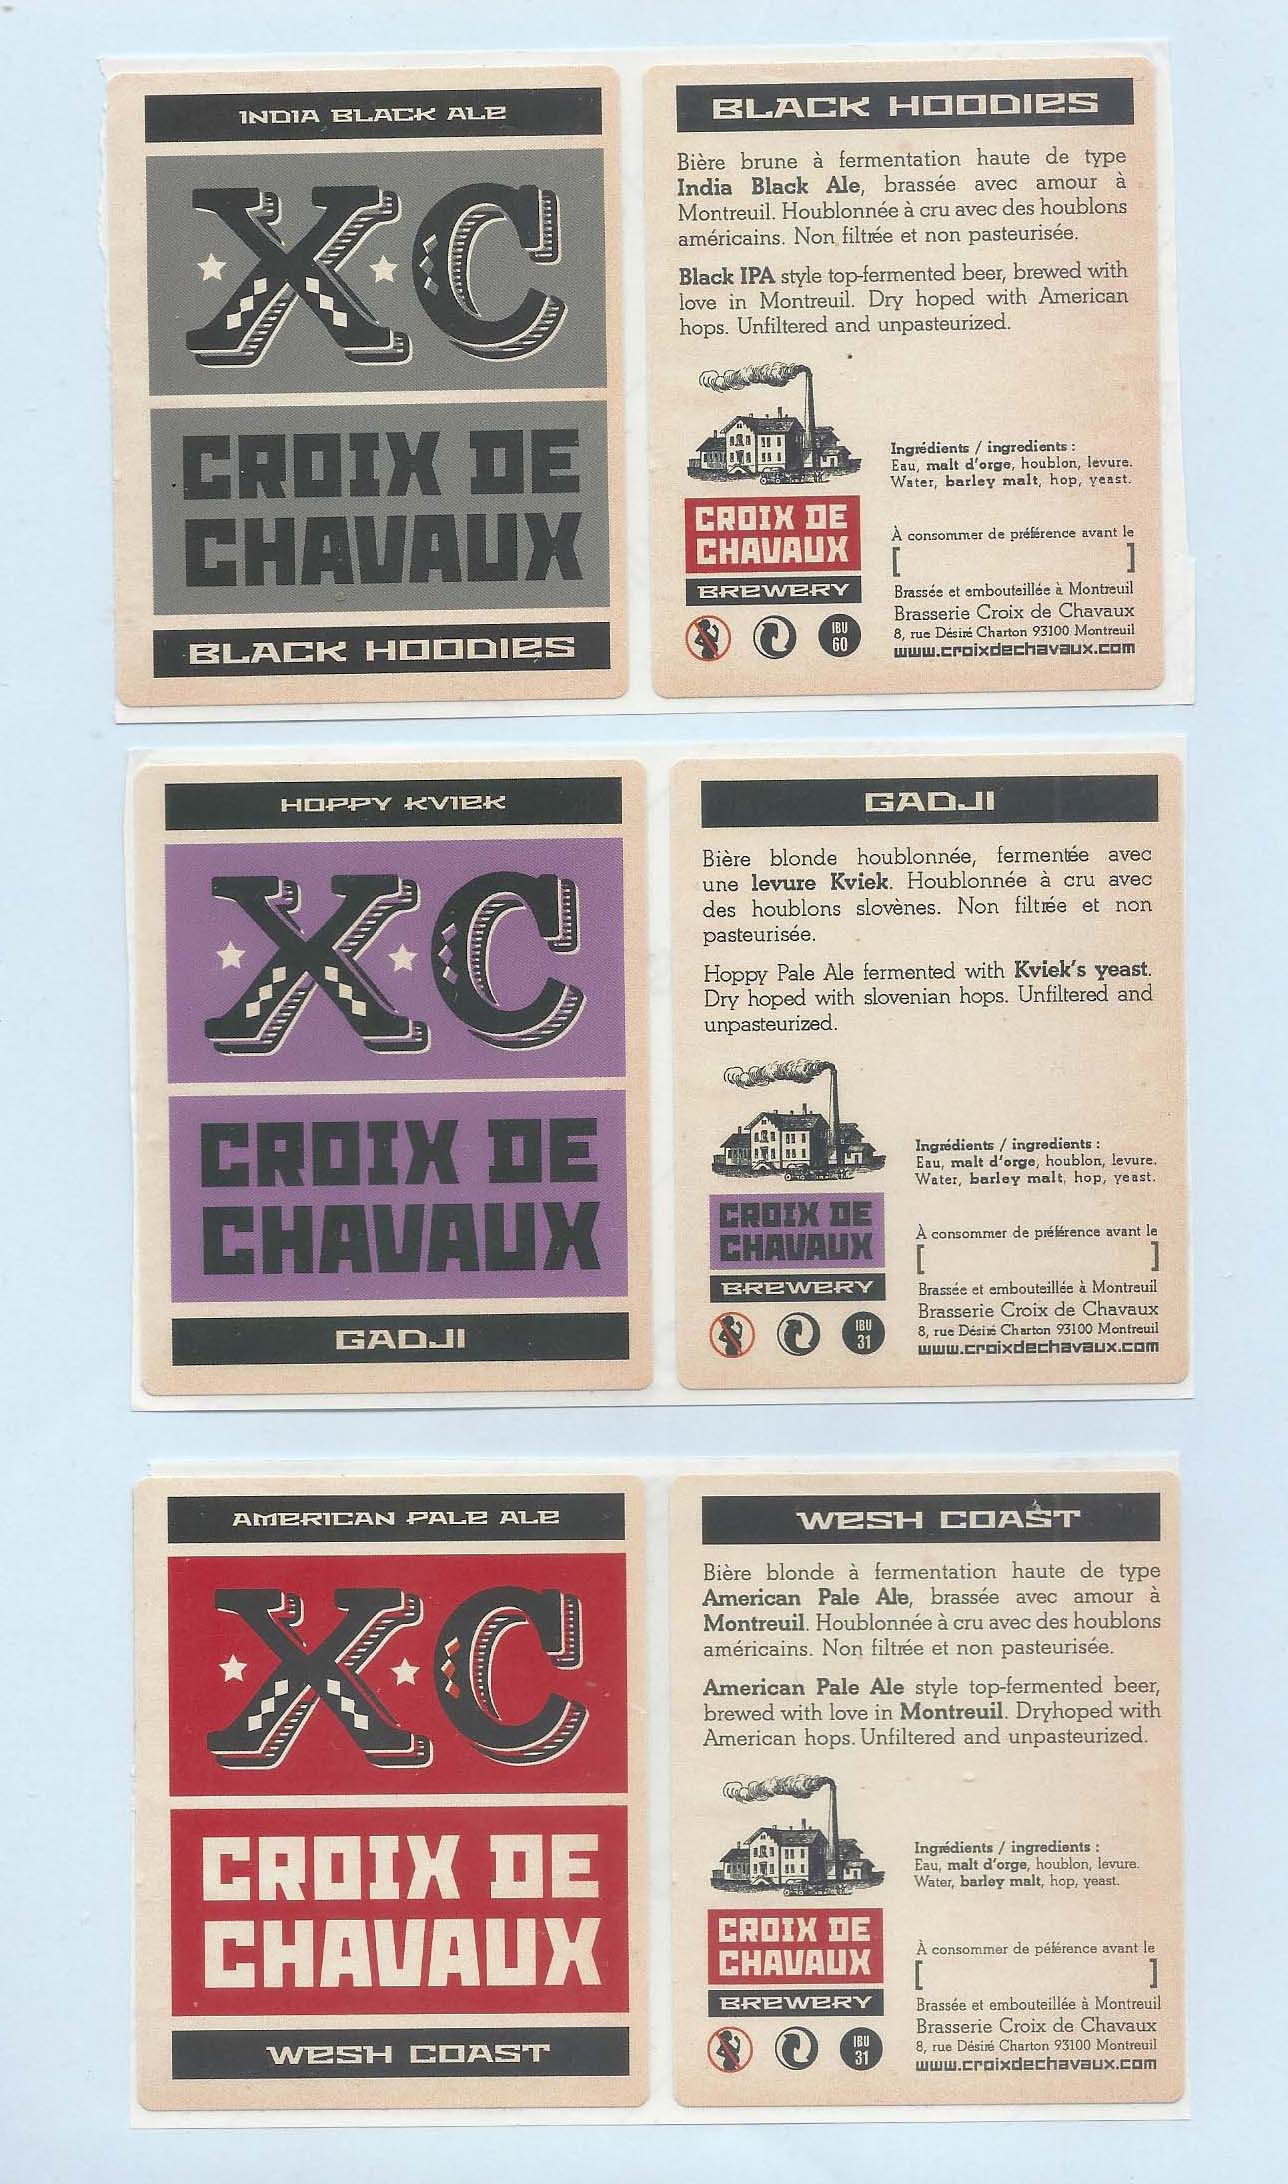 INDIA BLACK ALE
XC
CROIX DE
CHAVAUX
BLACK HOODIES
BLACK HOODIES
Bière brune à fermentation haute de type
India Black Ale, brassée avec amour à
Montreuil. Houblonnée à cru avec des houblons
américains. Non filtrée et non pasteurisée.
Black IPA style top-fermented beer, brewed with
love in Montreuil. Dry hoped with American
hops. Unfiltered and unpasteurized.
Ingrédients / ingredients :
Eau, malt d'orge, houblon, levure.
Water, barley malt, hop, yeast.
CROIX DE
CHAVAUX
BREWERY
IBU
60
À consommer de préférence avant le
[ ]
Brassée et embouteillée à Montreuil
Brasserie Croix de Chavaux
8, rue Désiré Charton 93100 Montreuil
www.croixdechavaux.com
HOPPY KVIEK
XC
CROIX DE
CHAVAUX
GADJI
GADJI
Bière blonde houblonnée, fermentée avec
une levure Kviek. Houblonnée à cru avec
des houblons slovènes. Non filtrée et non
pasteurisée.
Hoppy Pale Ale fermented with Kviek's yeast.
Dry hoped with slovenian hops. Unfiltered and
unpasteurized.
Ingrédients / ingredients :
Eau, malt d'orge, houblon, levure.
Water, barley malt, hop, yeast.
CROIX DE
CHAVAUX
BREWERY
IBU
31
À consommer de préférence avant le
[ ]
Brassée et embouteillée à Montreuil
Brasserie Croix de Chavaux
8, rue Désiré Charton 93100 Montreuil
www.croixdechavaux.com
AMERICAN PALE ALE
XC
CROIX DE
CHAVAUX
WESH COAST
WESH COAST
Bière blonde à fermentation haute de type
American Pale Ale, brassée avec amour à
Montreuil. Houblonnée à cru avec des houblons
américains. Non filtrée et non pasteurisée.
American Pale Ale style top-fermented beer,
brewed with love in Montreuil. Dryhoped with
American hops. Unfiltered and unpasteurized.
Ingrédients / ingredients :
Eau, malt d'orge, houblon, levure.
Water, barley malt, hop, yeast.
CROIX DE
CHAVAUX
BREWERY
IBU
31
À consommer de péférence avant le
[ ]
Brassée et embouteillée à Montreuil
Brasserie Croix de Chavaux
8, rue Désiré Charton 93100 Montreuil
www.croixdechavaux.com